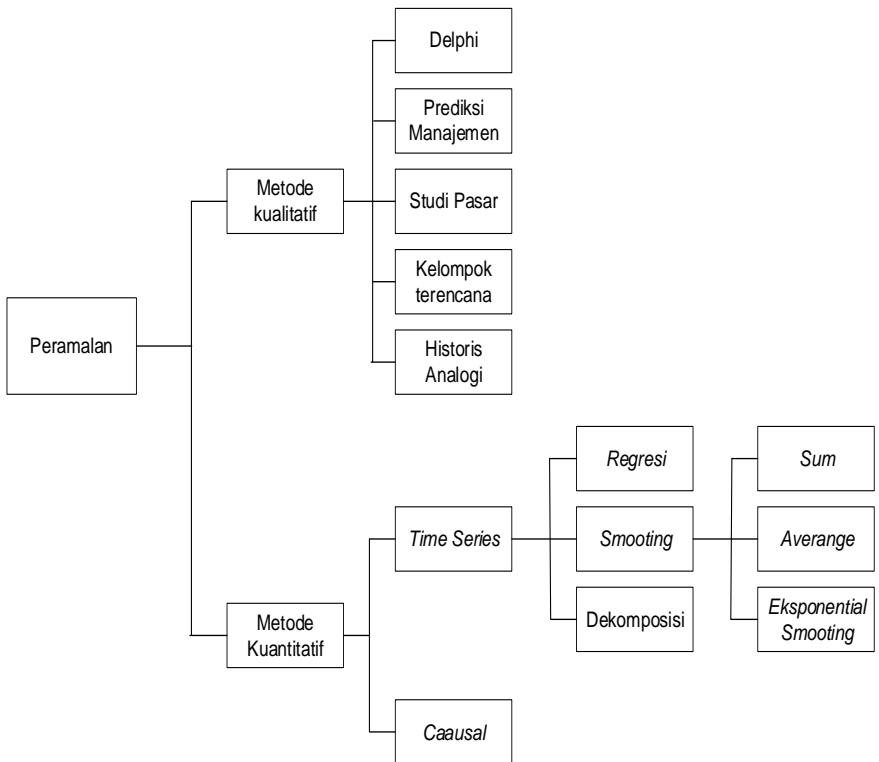 Delphi
Prediksi
Manajemen
Metode
kualitatif
Studi Pasar
Kelompok
terencana
Peramalan
Historis
Analogi
Regresi
Sum
Time Series
Smooting
Averange
Metode
Kuantitatif
Dekomposisi
Eksponential
Smooting
Caausal